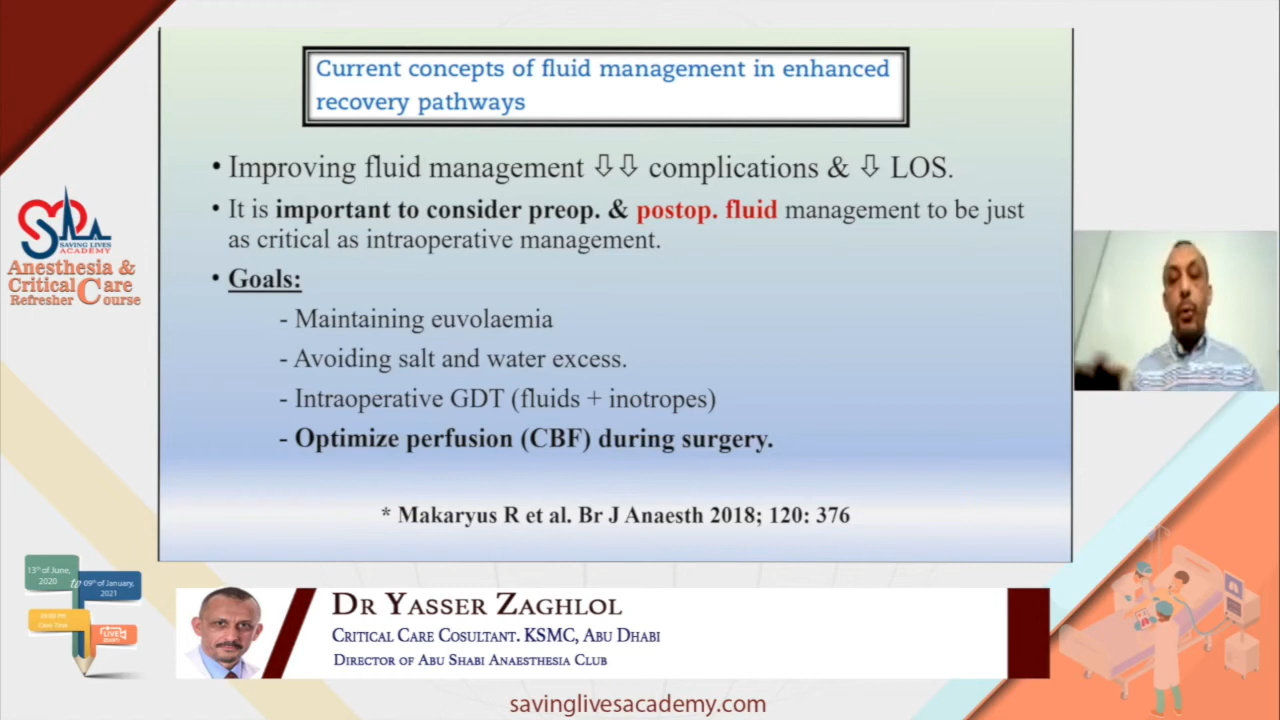 Current concepts of fluid management in enhanced
recovery pathways
• Improving fluid management ⇩⇩ complications & ⇩ LOS.
• It is important to consider preop. & postop. fluid management to be just
as critical as intraoperative management.
• Goals:
- Maintaining euvolaemia
- Avoiding salt and water excess.
- Intraoperative GDT (fluids + inotropes)
- Optimize perfusion (CBF) during surgery.
* Makaryus R et al. Br J Anaesth 2018; 120: 376
SAVING LIVES
ACADEMY
Anesthesia &
Critical Care
Refresher Course
13th of June,
2020
to
09th of January,
2021
LIVE
DR YASSER ZAGHLOL
CRITICAL CARE COSULTANT. KSMC, ABU DHABI
DIRECTOR OF ABU SHABI ANAESTHESIA CLUB
savinglivesacademy.com